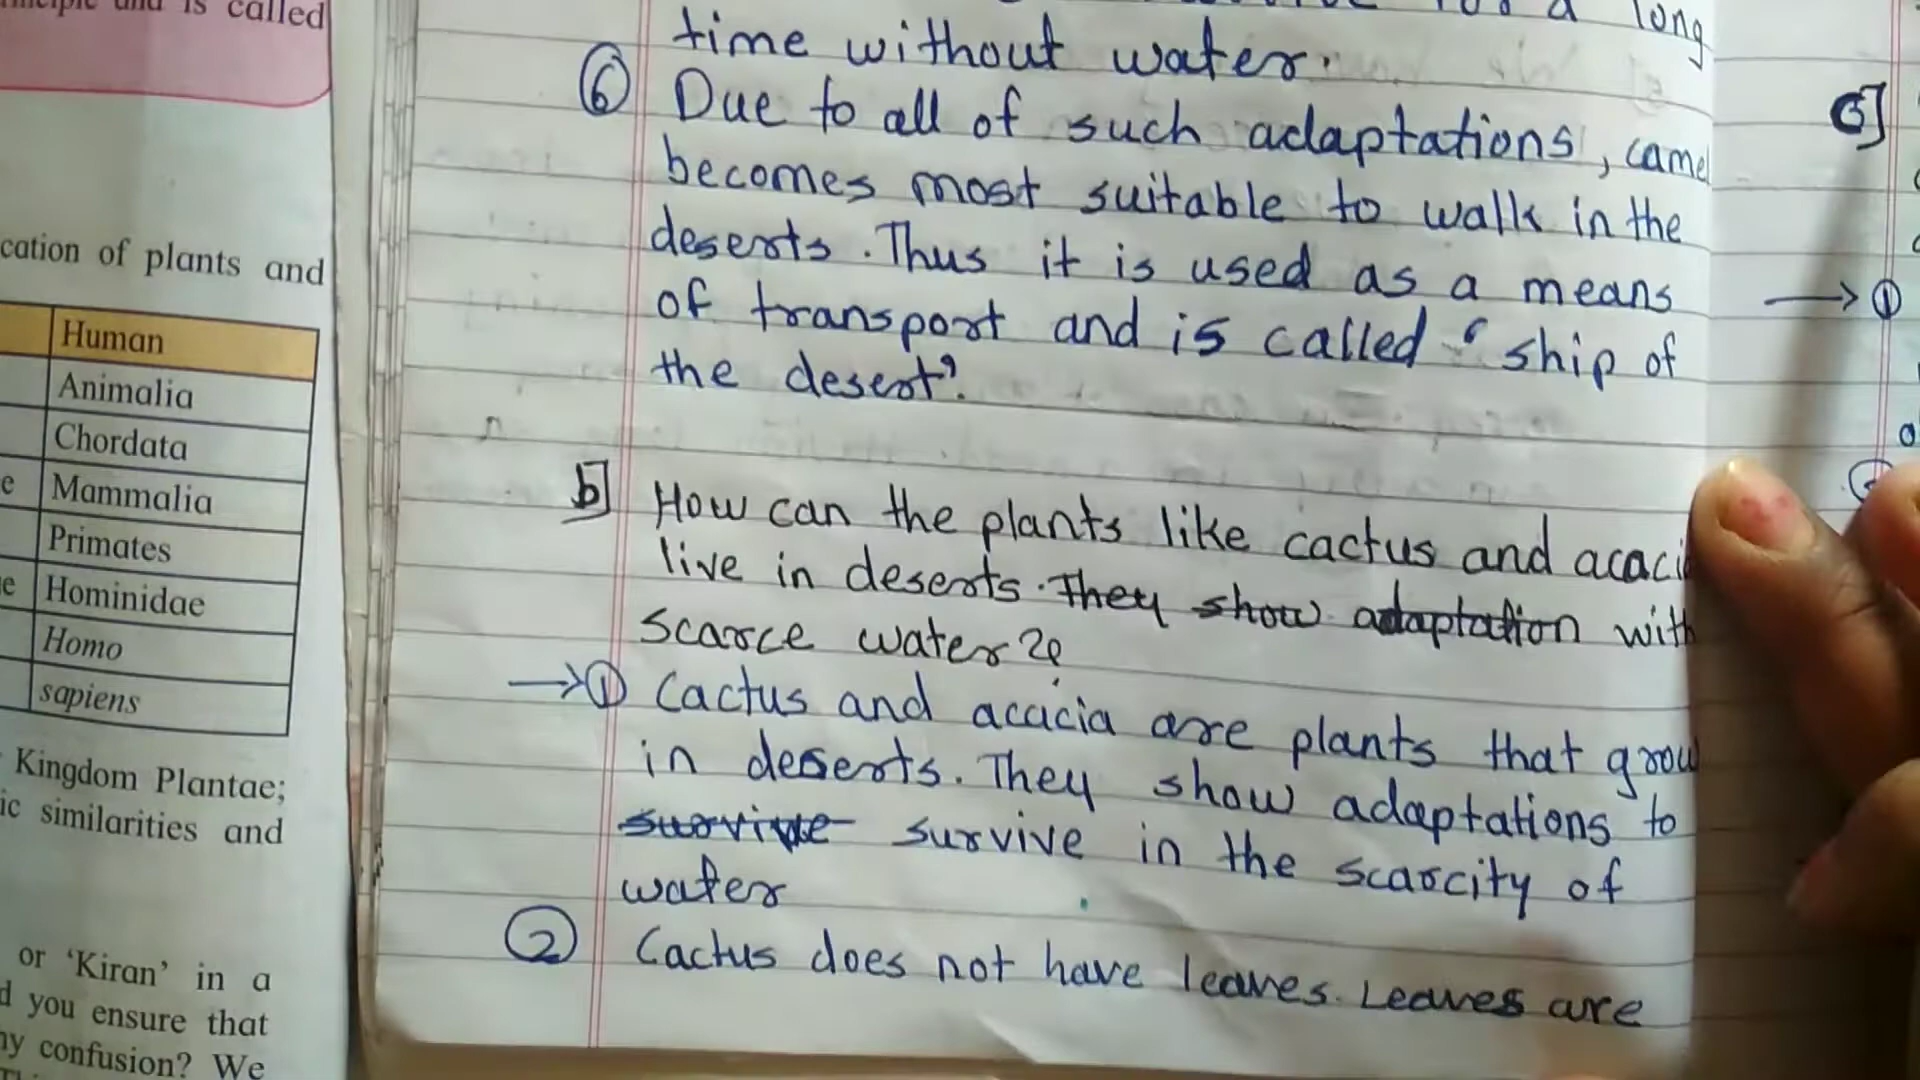 is called
cation of plants and
Human
Animalia
Chordata
e Mammalia
Primates
e Hominidae
Homo
sapiens
Kingdom Plantae;
ic similarities and
or ‘Kiran’ in a
d you ensure that
ny confusion? We
a long
time without water.
6 Due to all of such adaptations, camel
becomes most suitable to walk in the
deserts. Thus it is used as a means
of transport and is called ‘ship of
the desert’.
b] How can the plants like cactus and acaci
live in deserts. They show adaptation with
scarce water ?
→ 1 Cactus and acacia are plants that grow
in deserts. They show adaptations to
survive survive in the scarcity of
water
2 Cactus does not have leaves. Leaves are
→ 1